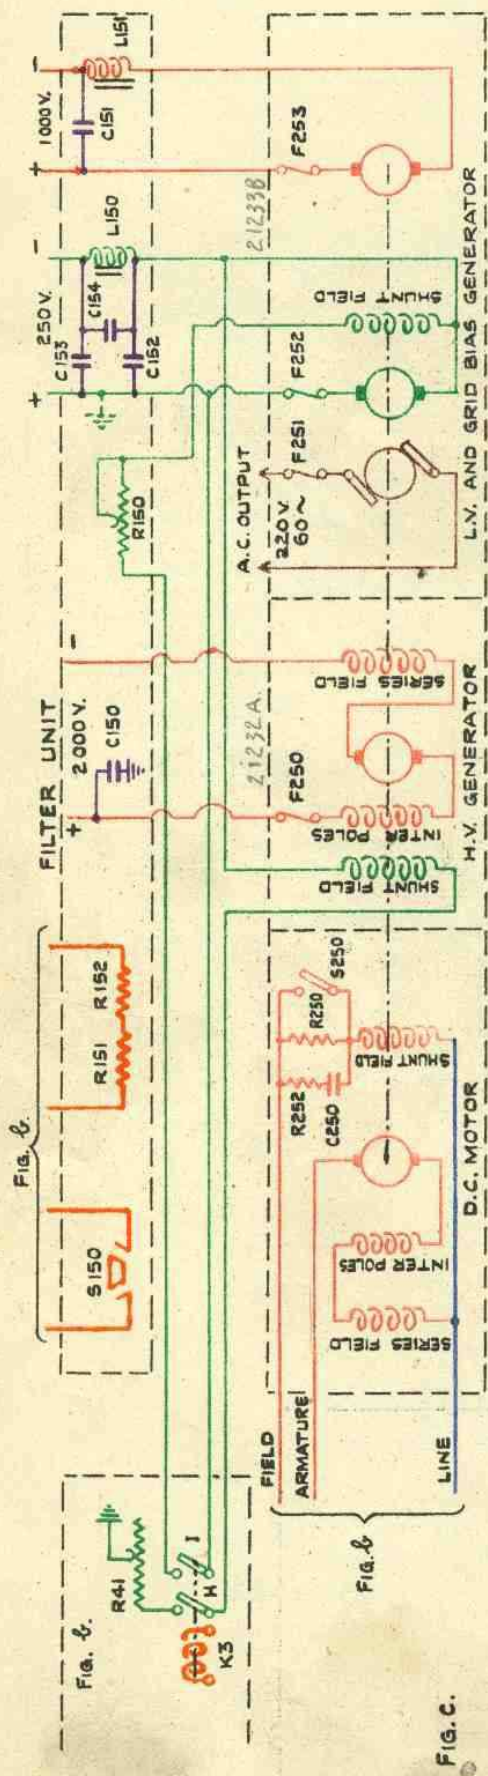 FIG. b.
FILTER UNIT
S150
R151
R152
+
2000 V.
-
C150
R150
+
250 V.
-
C153
C154
C152
L150
+
1000 V.
-
C151
L151
FIG. b.
R41
H
I
K3
21232A.
21233B
FIELD
ARMATURE
LINE
FIG. b
SERIES FIELD
INTER POLES
R252
C250
R250
S250
SHUNT FIELD
D.C. MOTOR
SHUNT FIELD
INTER POLES
F250
SERIES FIELD
H.V. GENERATOR
A.C. OUTPUT
220 V.
60 ~
F251
F252
SHUNT FIELD
F253
L.V. AND GRID BIAS GENERATOR
FIG. C.